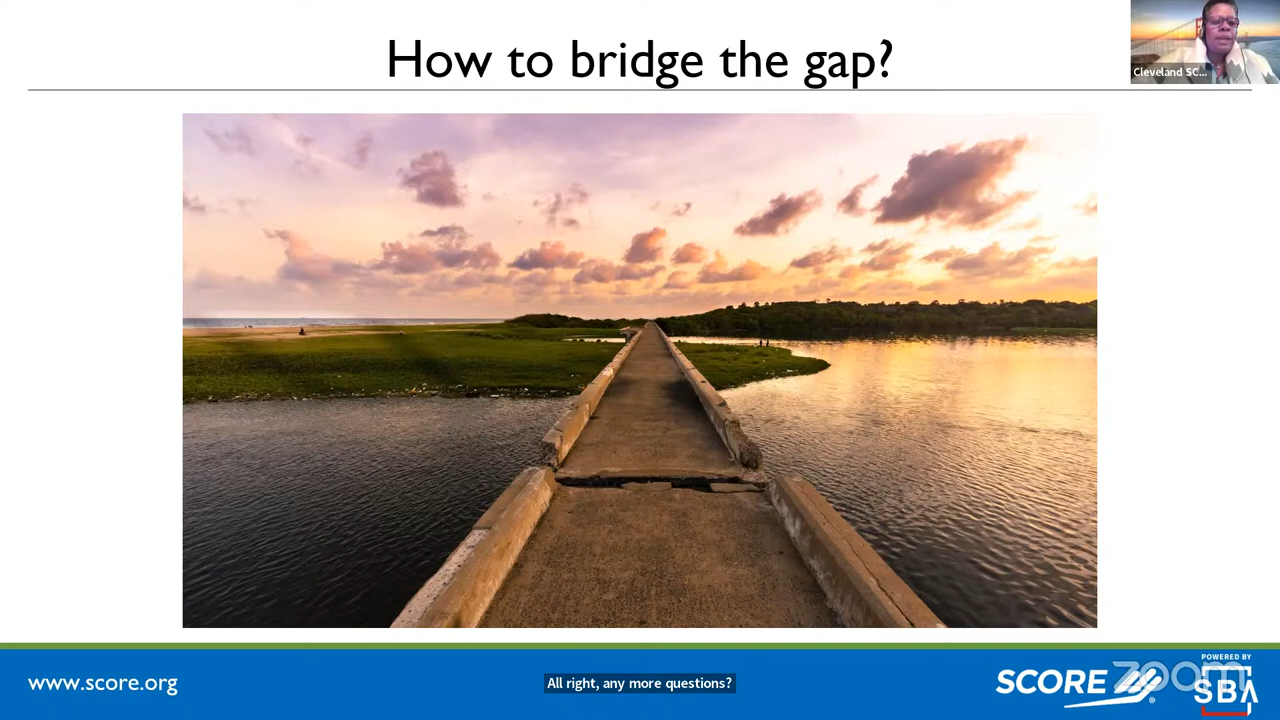 How to bridge the gap?
Cleveland SC...
www.score.org
All right, any more questions?
SCORE
®
zoom
POWERED BY
SBA